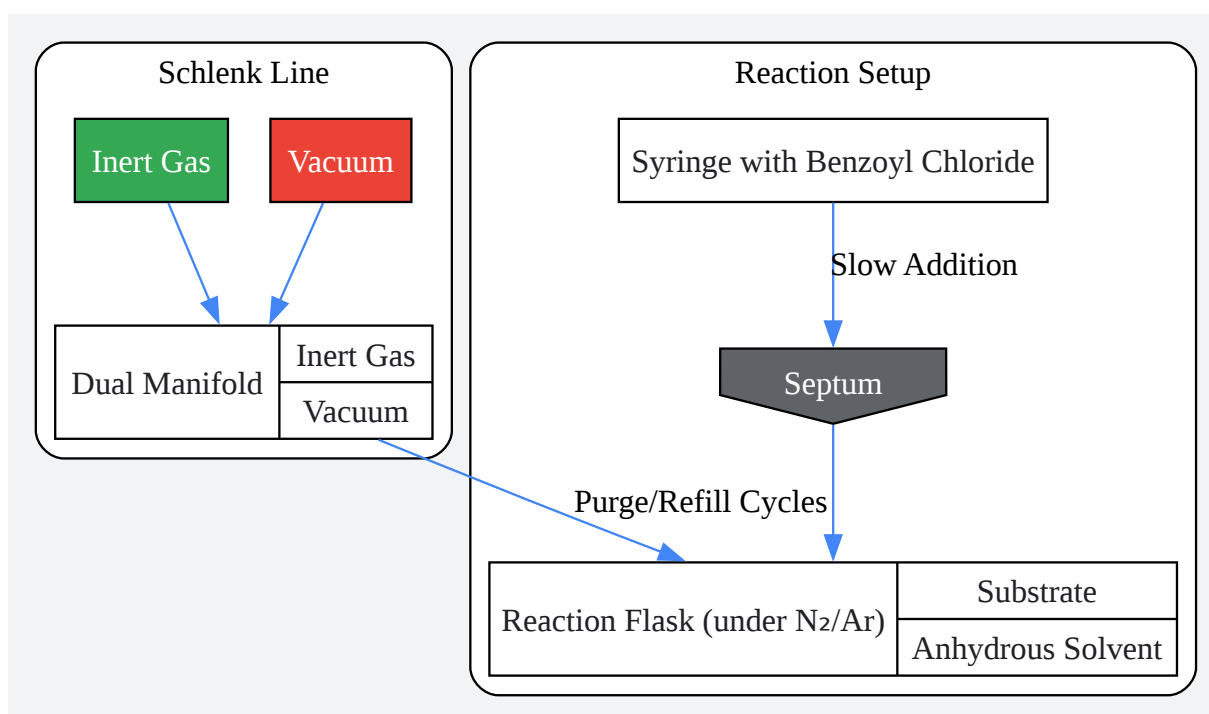 Schlenk Line
Inert Gas
Vacuum
Dual Manifold
Inert Gas
Vacuum
Reaction Setup
Syringe with Benzoyl Chloride
Slow Addition
Septum
Purge/Refill Cycles
Reaction Flask (under N₂/Ar)
Substrate
Anhydrous Solvent